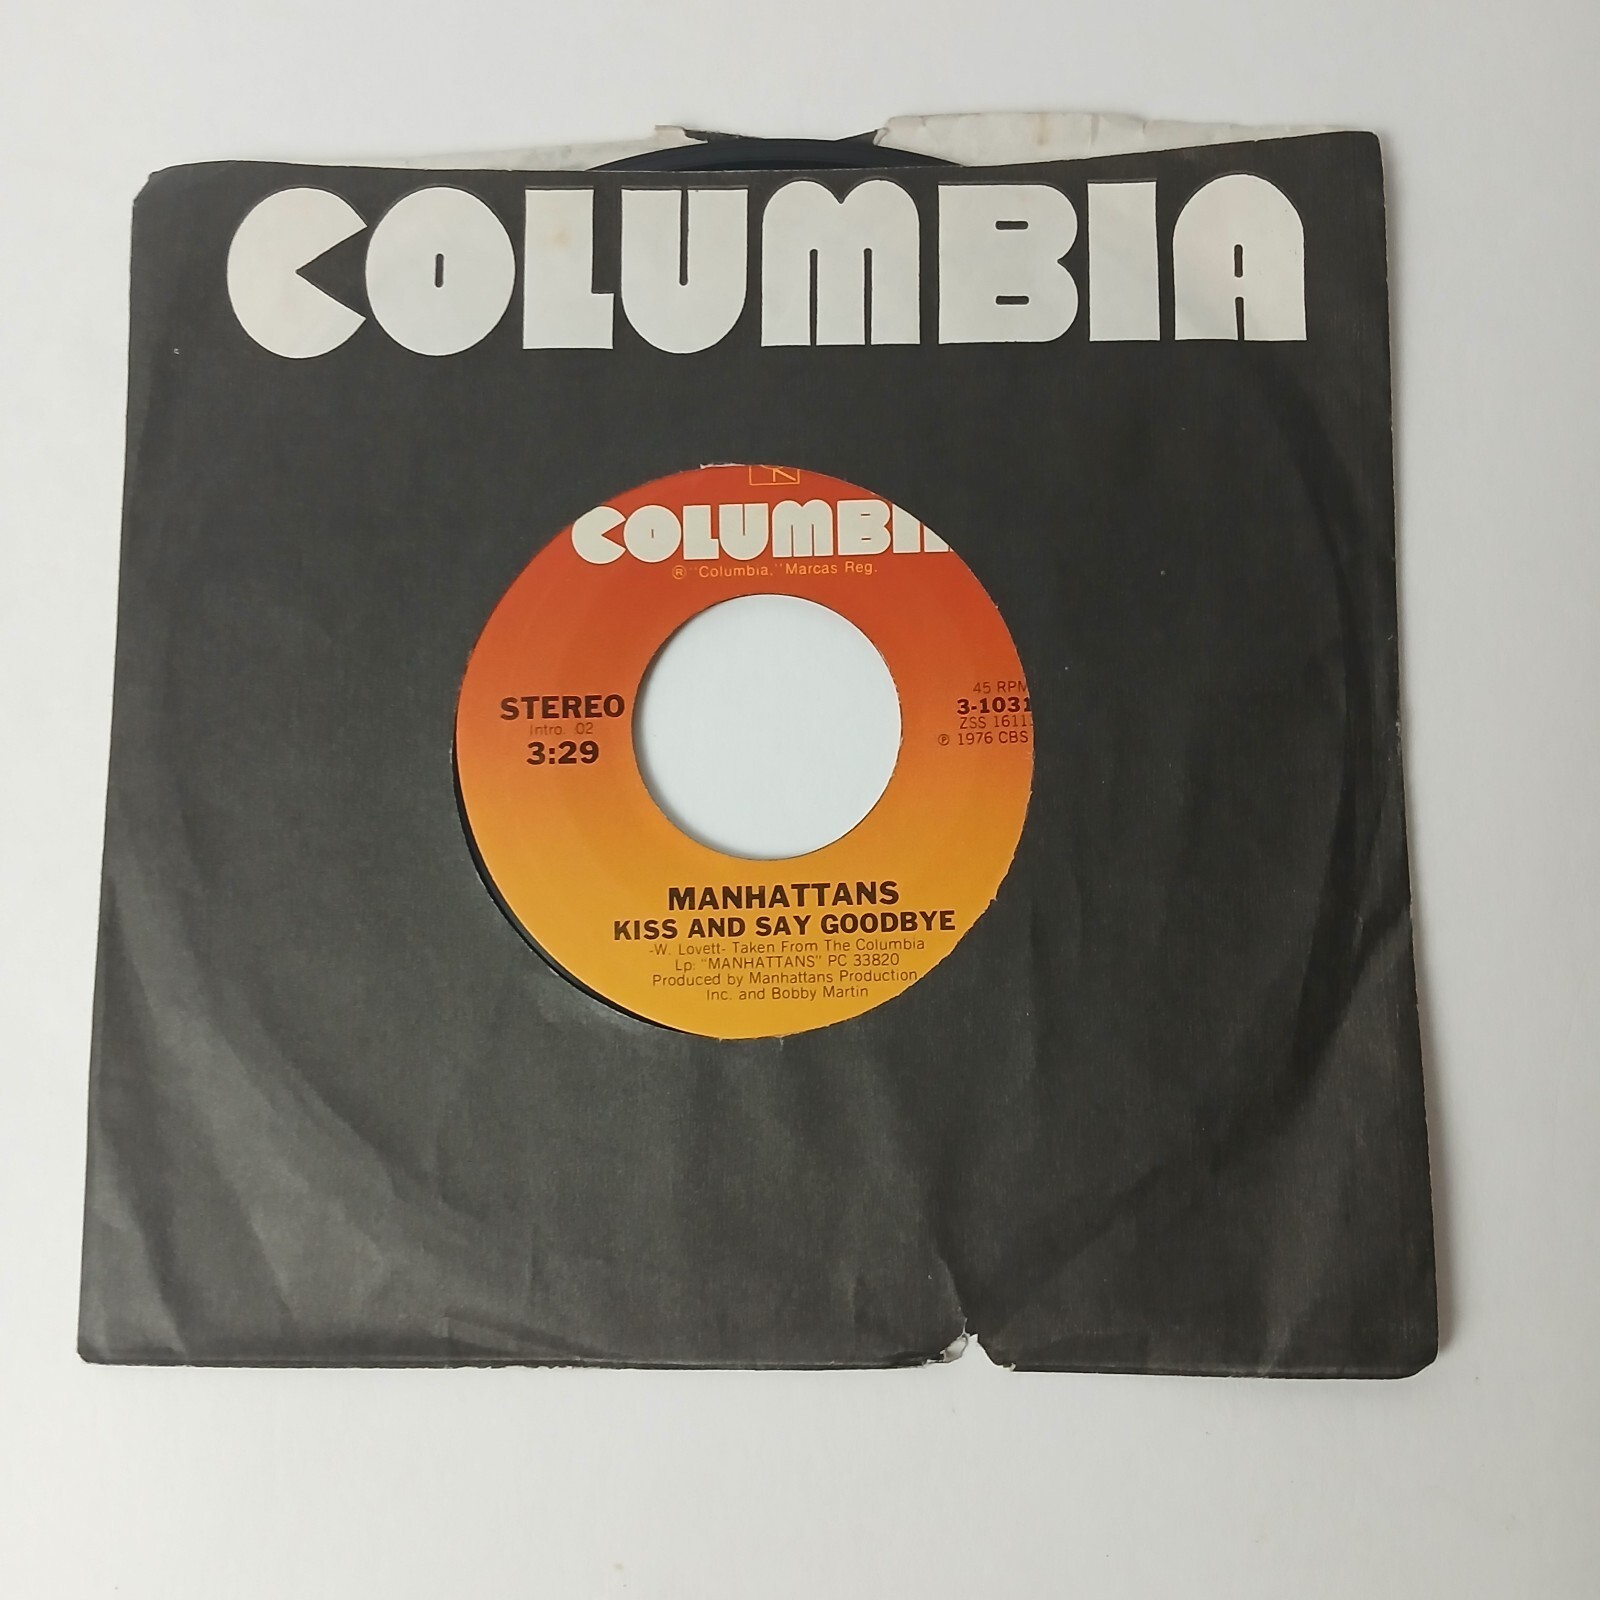 COLUMBIA
COLUMBIA
® "Columbia," Marcas Reg.
STEREO
Intro. :02
3:29
45 RPM
3-1031
ZSS 1611
℗ 1976 CBS
MANHATTANS
KISS AND SAY GOODBYE
-W. Lovett- Taken From The Columbia
Lp: "MANHATTANS" PC 33820
Produced by Manhattans Production,
Inc. and Bobby Martin